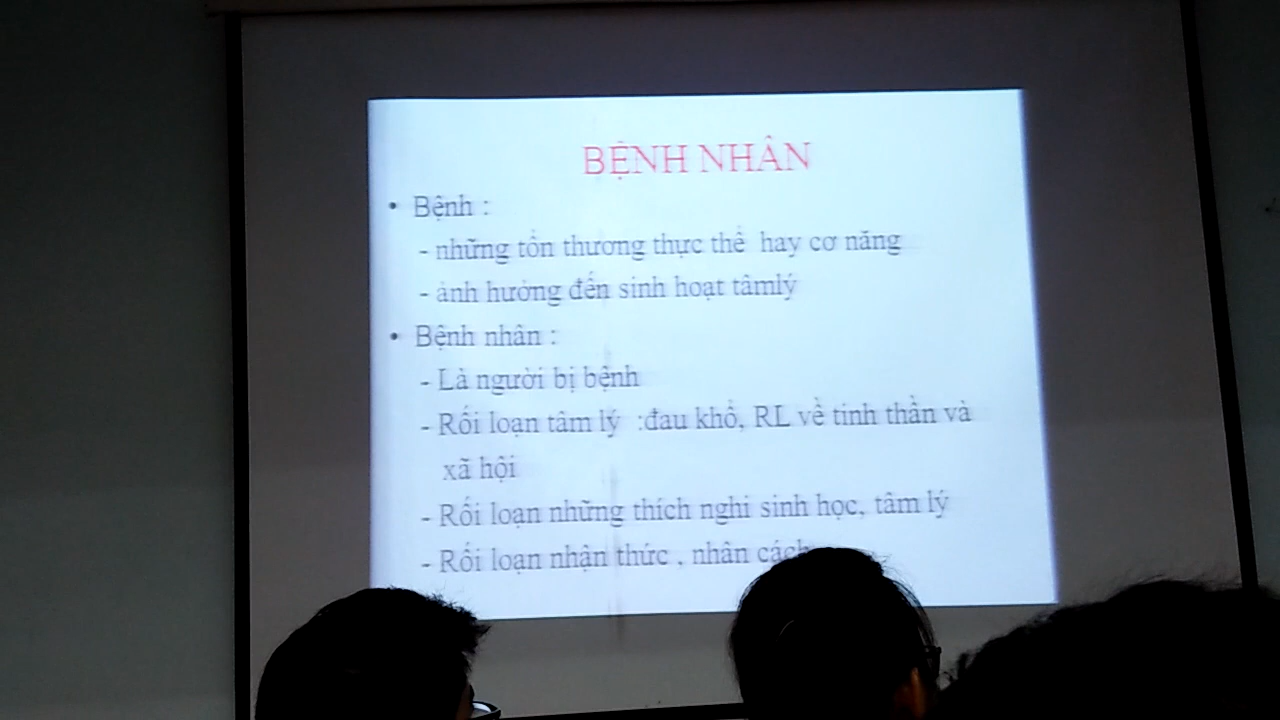 BỆNH NHÂN
• Bệnh :
- những tổn thương thực thể hay cơ năng
- ảnh hưởng đến sinh hoạt tâmlý
• Bệnh nhân :
- Là người bị bệnh
- Rối loạn tâm lý :đau khổ, RL về tinh thần và
xã hội
- Rối loạn những thích nghi sinh học, tâm lý
- Rối loạn nhận thức , nhân cách